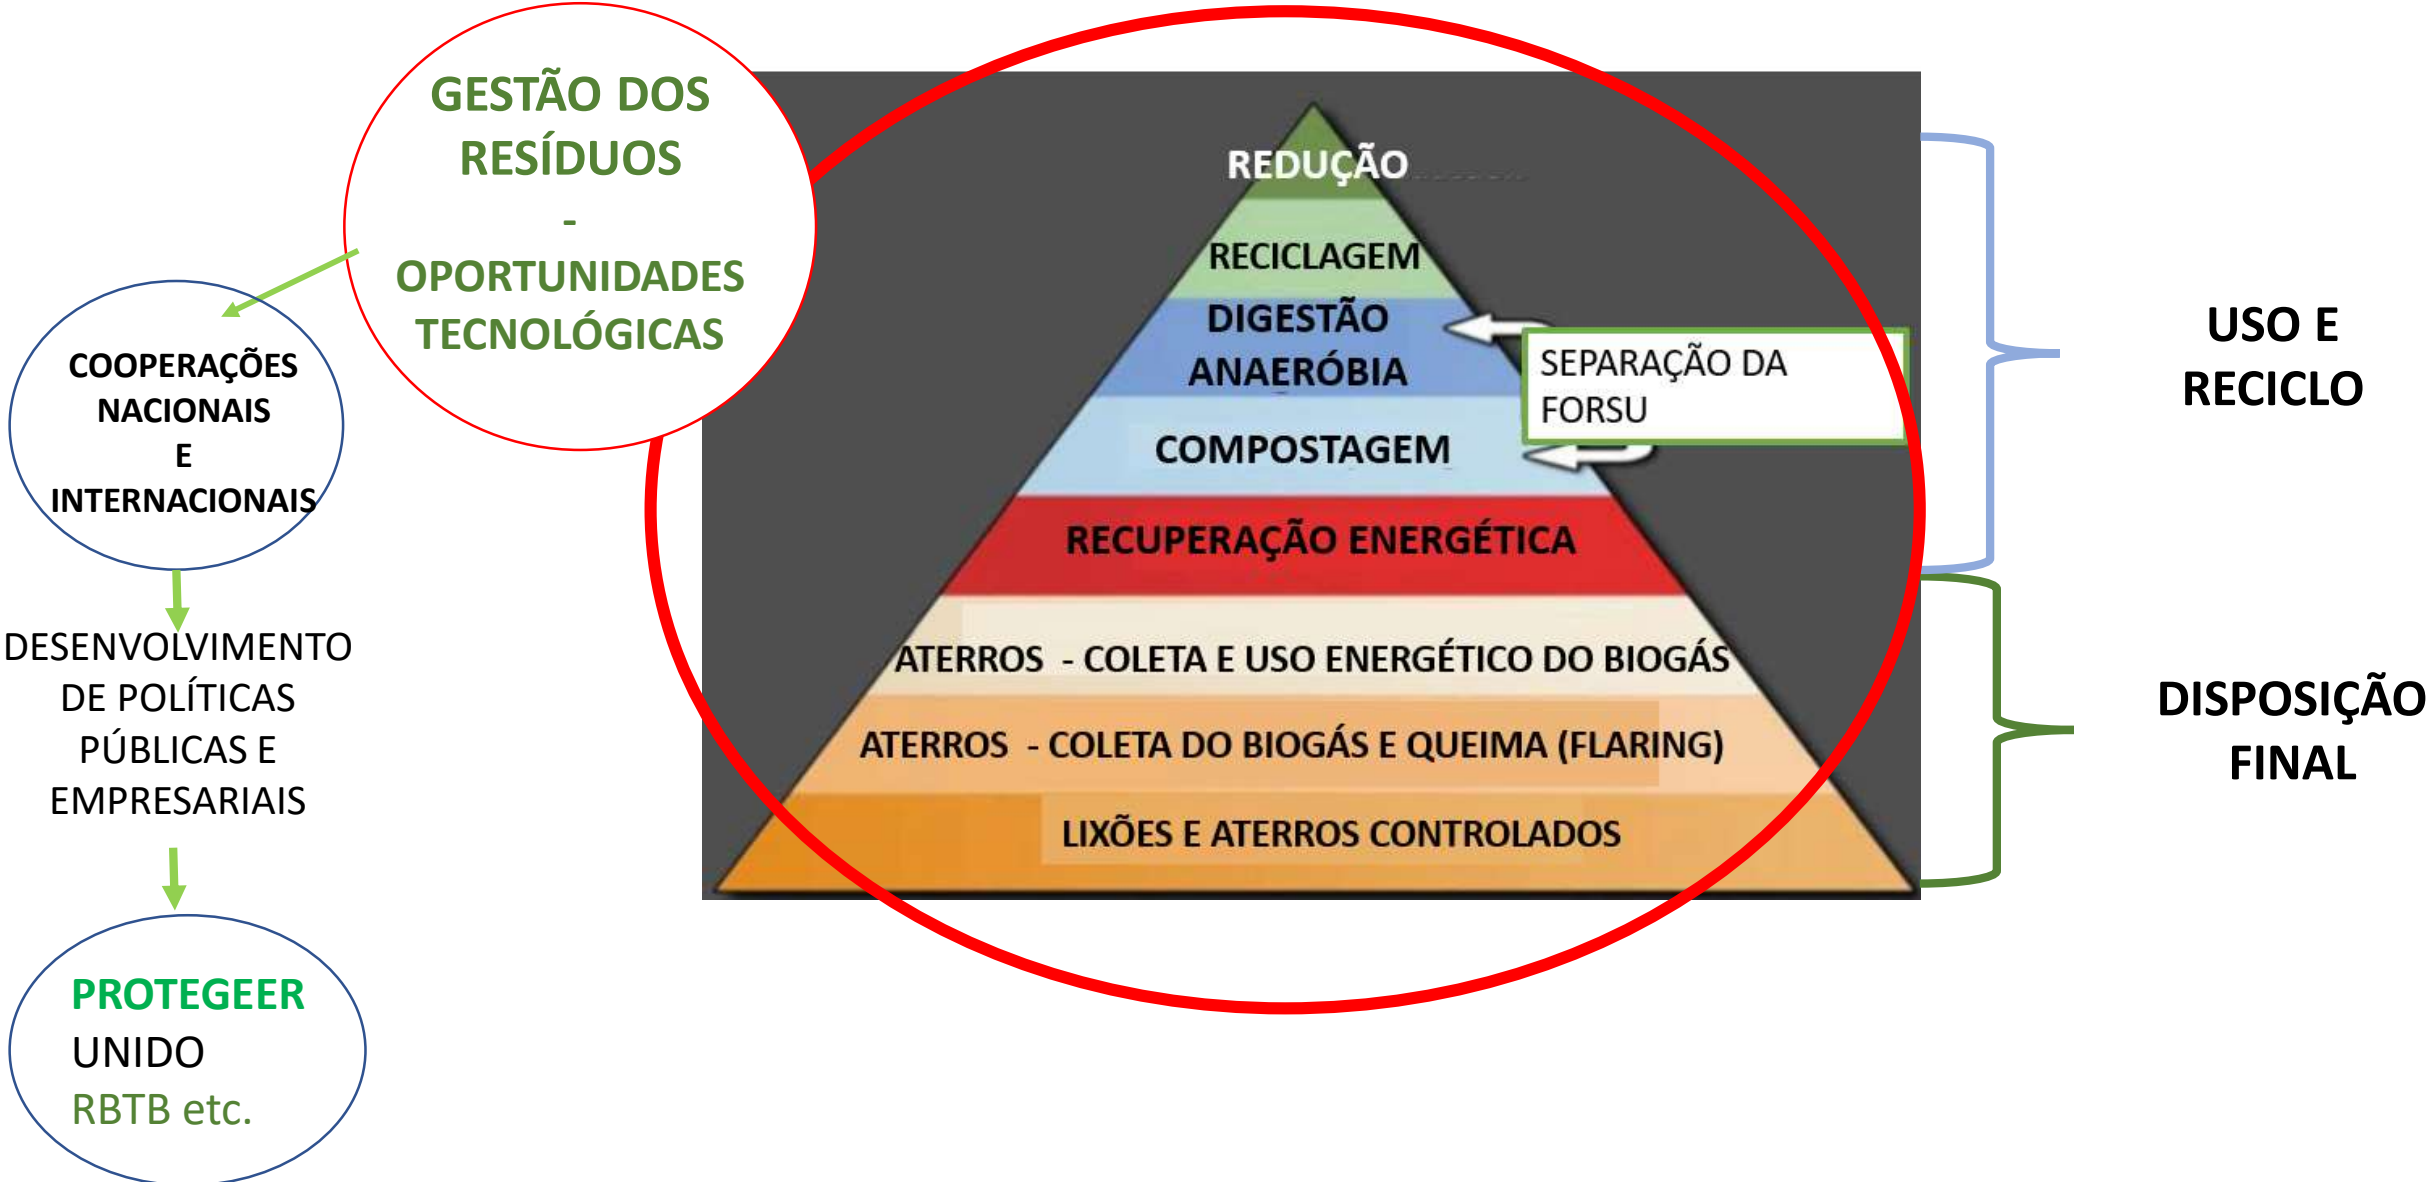 GESTÃO DOS
RESÍDUOS
-
OPORTUNIDADES
TECNOLÓGICAS
COOPERAÇÕES
NACIONAIS
E
INTERNACIONAIS
DESENVOLVIMENTO
DE POLÍTICAS
PÚBLICAS E
EMPRESARIAIS
PROTEGEER
UNIDO
RBTB etc.
REDUÇÃO
RECICLAGEM
DIGESTÃO
ANAERÓBIA
COMPOSTAGEM
SEPARAÇÃO DA
FORSU
RECUPERAÇÃO ENERGÉTICA
ATERROS - COLETA E USO ENERGÉTICO DO BIOGÁS
ATERROS - COLETA DO BIOGÁS E QUEIMA (FLARING)
LIXÕES E ATERROS CONTROLADOS
USO E
RECICLO
DISPOSIÇÃO
FINAL